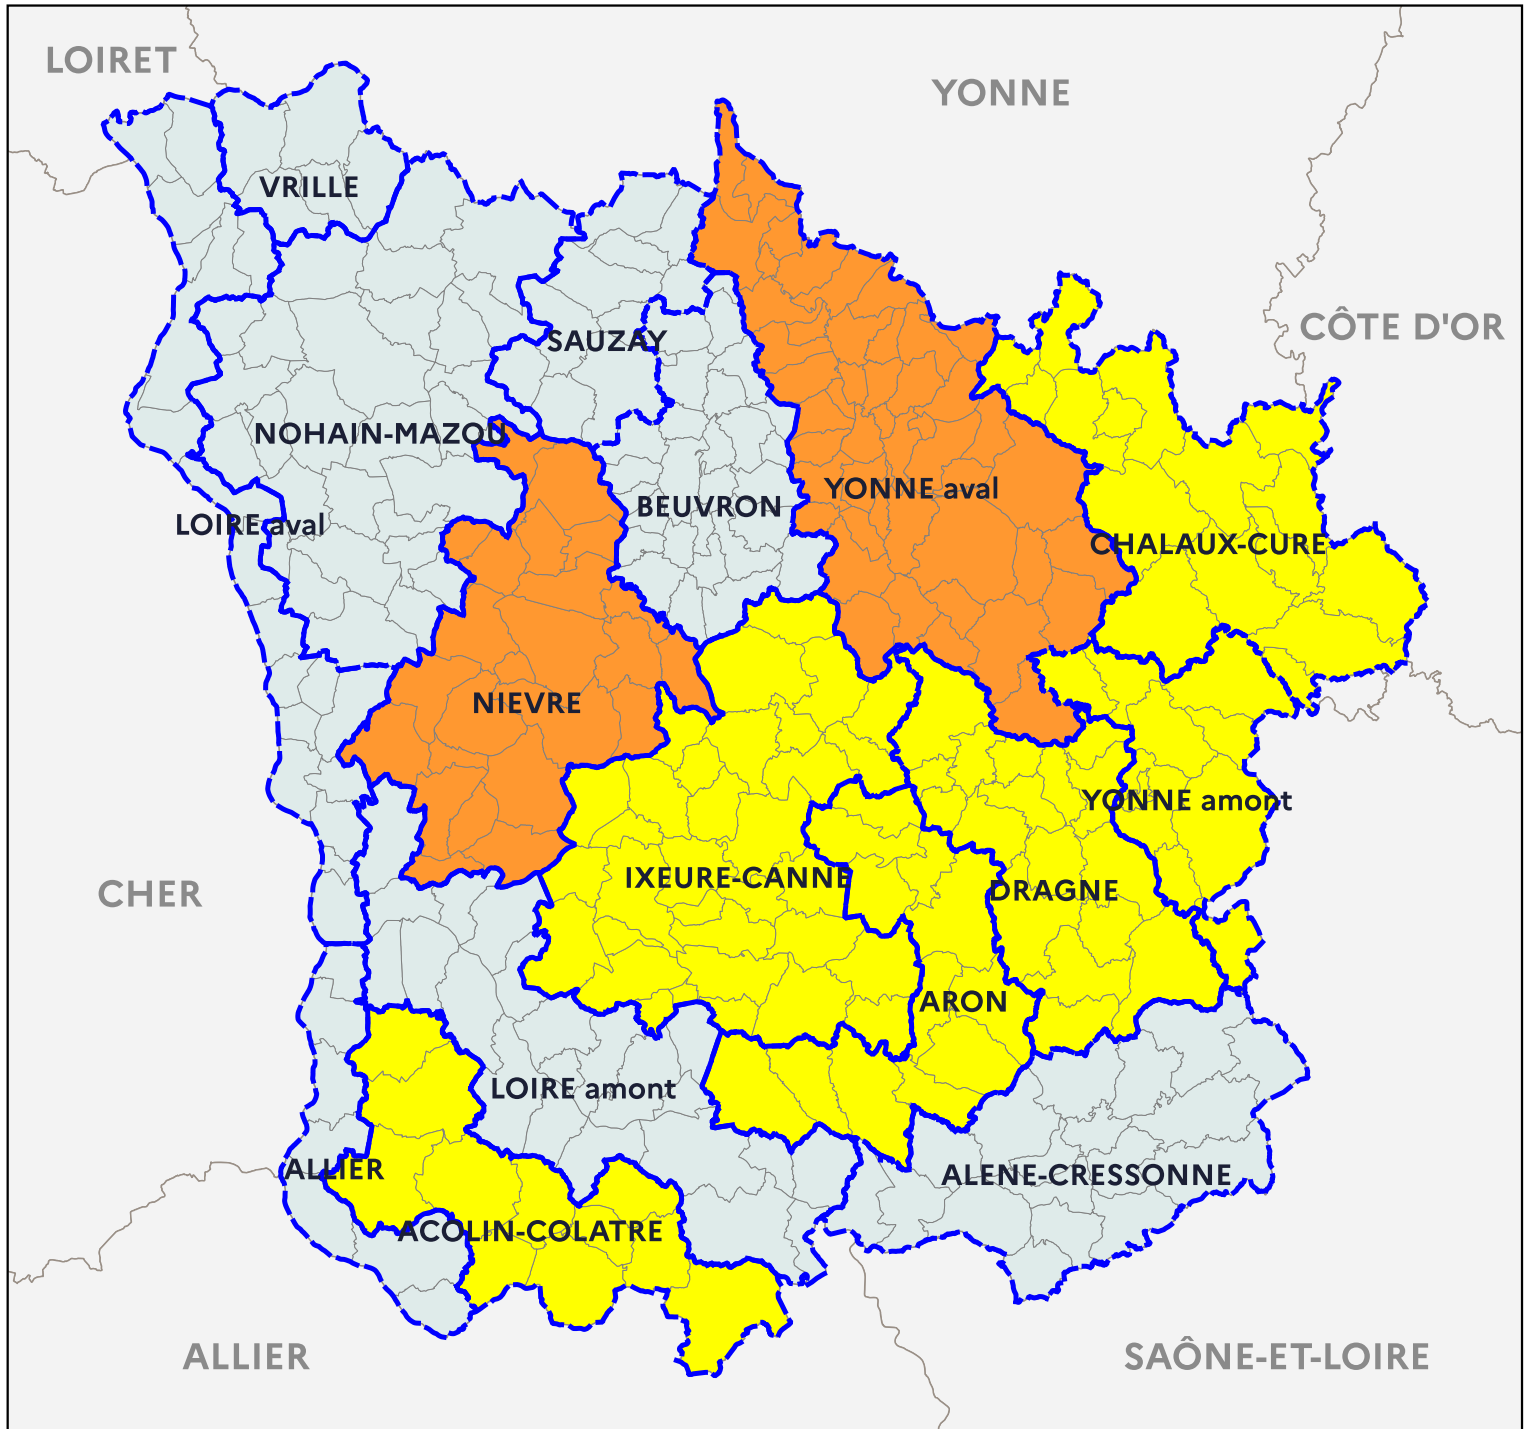 LOIRET
YONNE
VRILLE
CÔTE D'OR
SAUZAY
NOHAIN-MAZOU
YONNE aval
BEUVRON
LOIRE aval
CHALAUX-CURE
NIEVRE
YONNE amont
IXEURE-CANNE
DRAGNE
CHER
ARON
LOIRE amont
ALLIER
ALENE-CRESSONNE
ACOLIN-COLATRE
ALLIER
SAÔNE-ET-LOIRE